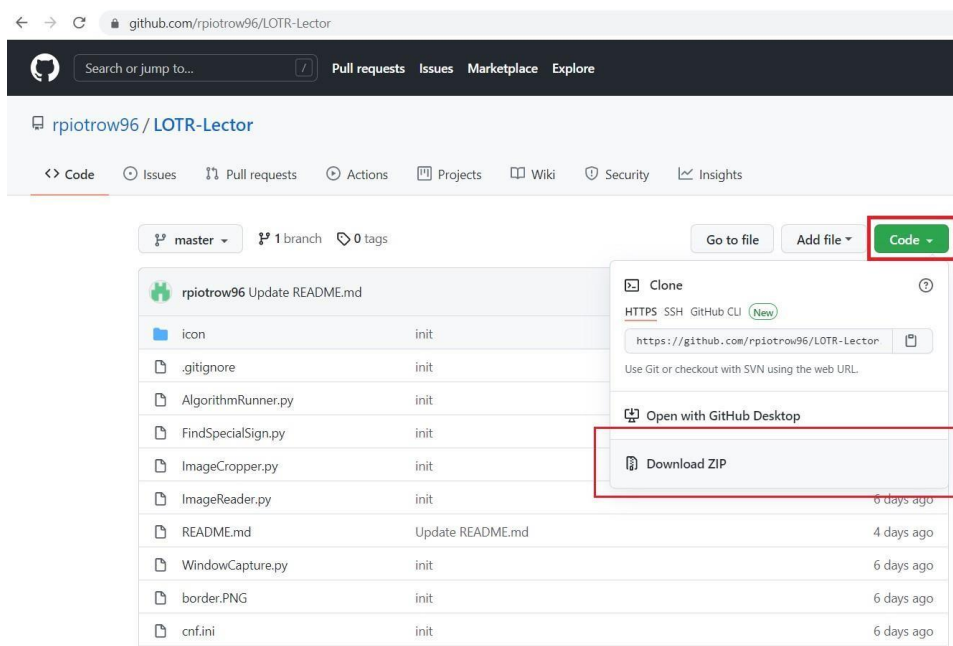 github.com/rpiotrow96/LOTR-Lector
Search or jump to... / Pull requests Issues Marketplace Explore
rpiotrow96 / LOTR-Lector
<> Code Issues Pull requests Actions Projects Wiki Security Insights
master 1 branch 0 tags Go to file Add file Code
rpiotrow96 Update README.md
Clone
HTTPS SSH GitHub CLI New
https://github.com/rpiotrow96/LOTR-Lector
Use Git or checkout with SVN using the web URL.
Open with GitHub Desktop
Download ZIP
icon init
.gitignore init
AlgorithmRunner.py init
FindSpecialSign.py init
ImageCropper.py init
ImageReader.py init 6 days ago
README.md Update README.md 4 days ago
WindowCapture.py init 6 days ago
border.PNG init 6 days ago
cnf.ini init 6 days ago